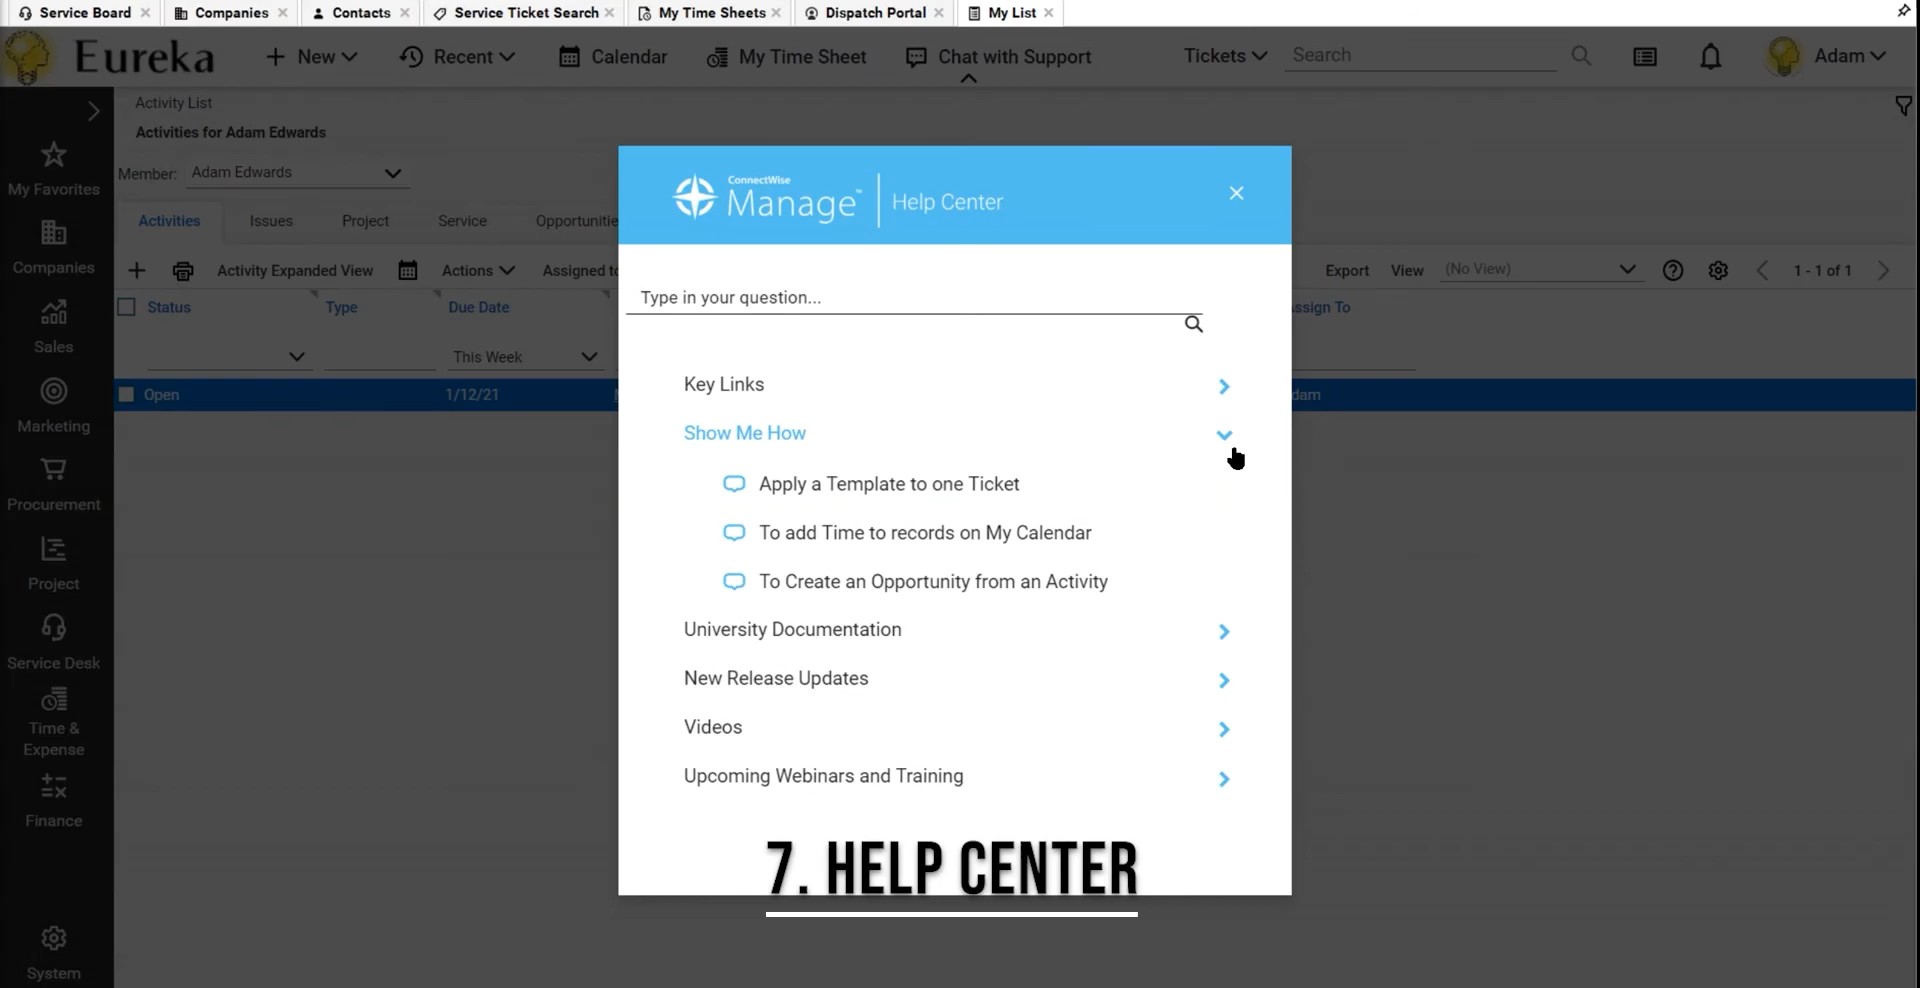 Service Board Companies Contacts Service Ticket Search My Time Sheets Dispatch Portal My List
Eureka New Recent Calendar My Time Sheet Chat with Support Tickets Search Adam
Activity List
Activities for Adam Edwards
Member: Adam Edwards
Activities Issues Project Service Opportunitie
Activity Expanded View Actions Assigned to Export View (No View) 1 - 1 of 1
Status Type Due Date ssign To
This Week
Open 1/12/21 dam
My Favorites
Companies
Sales
Marketing
Procurement
Project
Service Desk
Time &
Expense
Finance
System
ConnectWise
Manage™ Help Center
Type in your question...
Key Links
Show Me How
Apply a Template to one Ticket
To add Time to records on My Calendar
To Create an Opportunity from an Activity
University Documentation
New Release Updates
Videos
Upcoming Webinars and Training
7. HELP CENTER